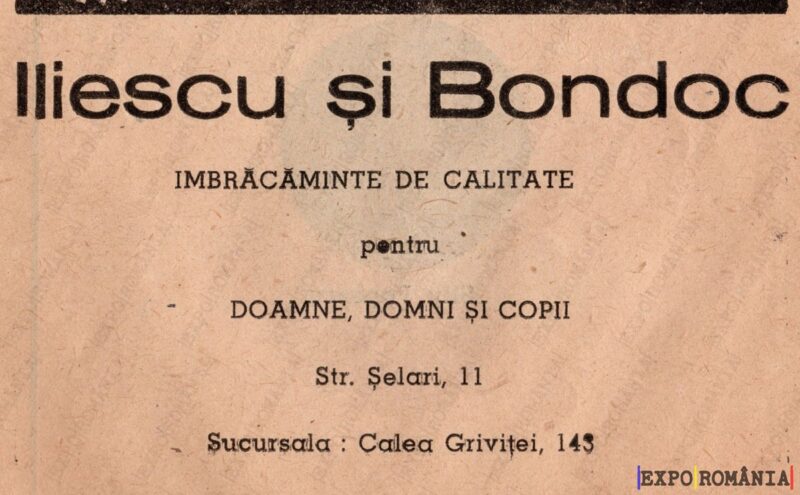 Iliescu și Bondoc
IMBRĂCĂMINTE DE CALITATE
pentru
DOAMNE, DOMNI ȘI COPII
Str. Șelari, 11
Sucursala : Calea Griviței, 143
EXPO ROMÂNIA